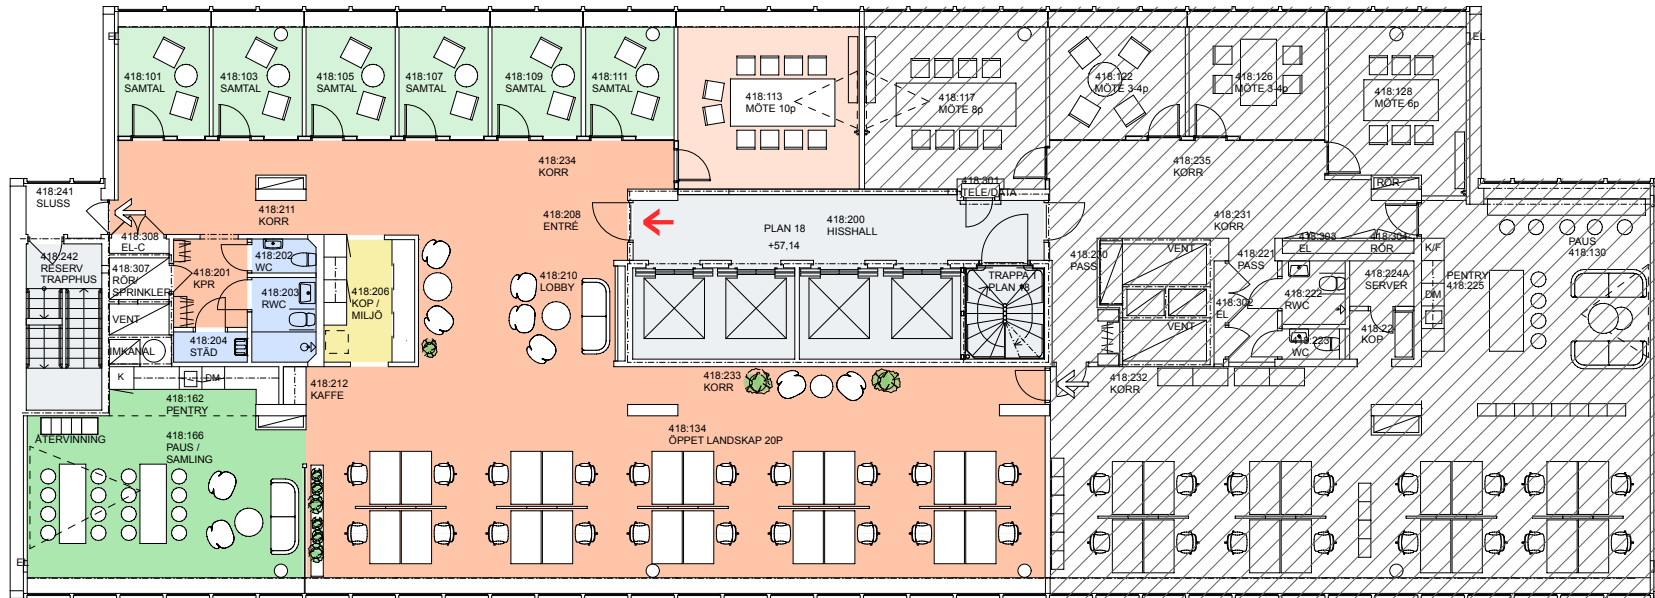 EL
418:101
SAMTAL
418:103
SAMTAL
418:105
SAMTAL
418:107
SAMTAL
418:109
SAMTAL
418:111
SAMTAL
418:113
MÖTE 10p
418:117
MÖTE 8p
418:122
MÖTE 3-4p
418:126
MÖTE 3-4p
418:128
MÖTE 6p
EL
418:234
KORR
418:235
KORR
418:301
TELE/DATA
RÖR
418:241
SLUSS
418:211
KORR
418:208
ENTRÉ
PLAN 18
+57,14
418:200
HISSHALL
418:231
KORR
418:308
EL-C
418:242
RESERV
TRAPPHUS
418:307
RÖR/
SPRINKLER
418:201
KPR
418:202
WC
418:203
RWC
418:206
KOP /
MILJÖ
418:210
LOBBY
TRAPPA 1
PLAN 18
418:230
PASS
VENT
418:221
PASS
418:303
EL
418:304
RÖR
K/F
PAUS
418:130
418:224A
SERVER
PENTRY
418:225
DM
418:302
EL
418:222
RWC
VENT
VENT
IMKANAL
418:204
STÄD
418:223
WC
418:22
KOP
K
DM
418:212
KAFFE
418:233
KORR
418:232
KORR
418:162
PENTRY
ÅTERVINNING
418:166
PAUS /
SAMLING
418:134
ÖPPET LANDSKAP 20P
EL
EL